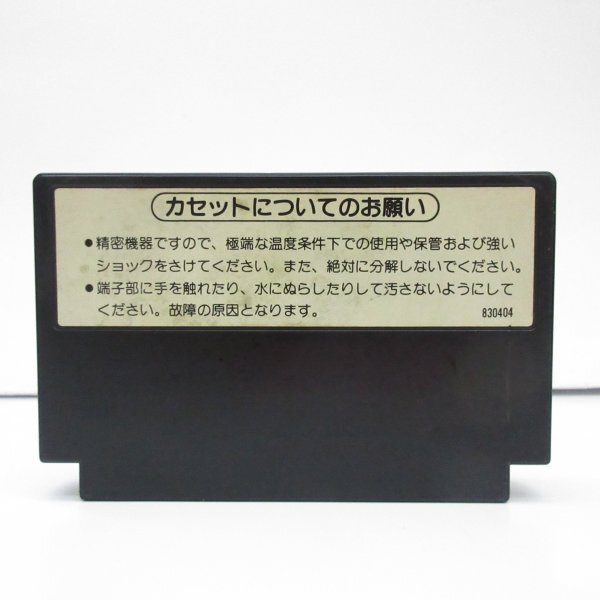 カセットについてのお願い
●精密機器ですので、極端な温度条件下での使用や保管および強い
ショックをさけてください。また、絶対に分解しないでください。
●端子部に手を触れたり、水にぬらしたりして汚さないようにして
ください。故障の原因となります。
830404